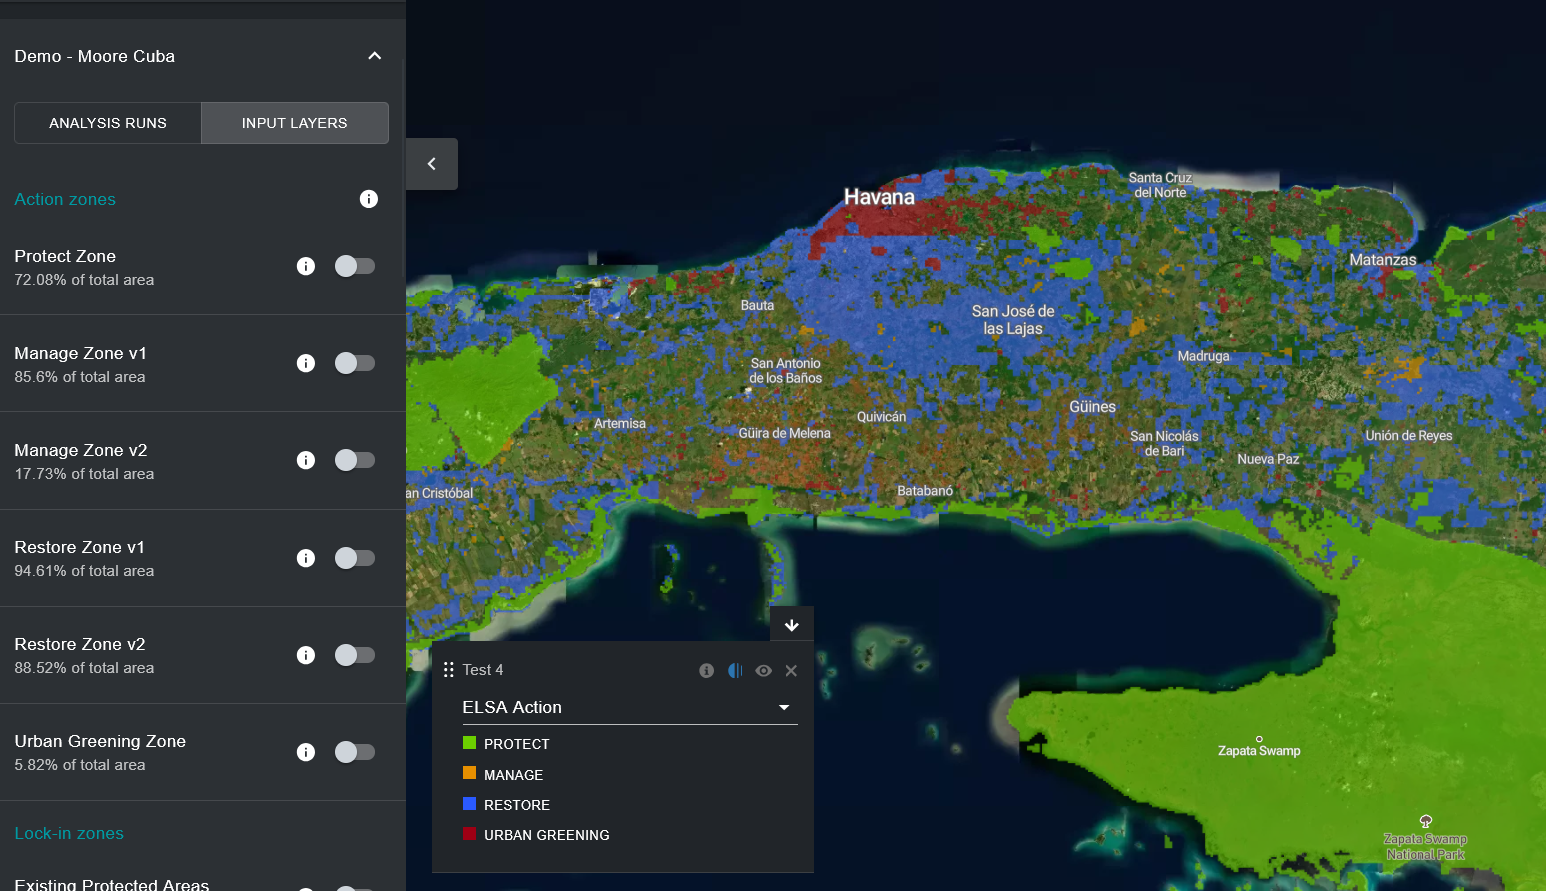 Demo - Moore Cuba
ANALYSIS RUNS
INPUT LAYERS
Action zones
Protect Zone
72.08% of total area
Manage Zone v1
85.6% of total area
Manage Zone v2
17.73% of total area
Restore Zone v1
94.61% of total area
Restore Zone v2
88.52% of total area
Urban Greening Zone
5.82% of total area
Lock-in zones
Existing Protected Areas
Havana
Santa Cruz
del Norte
Matanzas
Bauta
San José de
las Lajas
Madruga
San Antonio
de los Baños
Artemisa
Quivicán
Güines
Güira de Melena
San Nicolás
de Bari
Unión de Reyes
Nueva Paz
an Cristóbal
Batabanó
Zapata Swamp
Zapata Swamp
National Park
Test 4
ELSA Action
PROTECT
MANAGE
RESTORE
URBAN GREENING